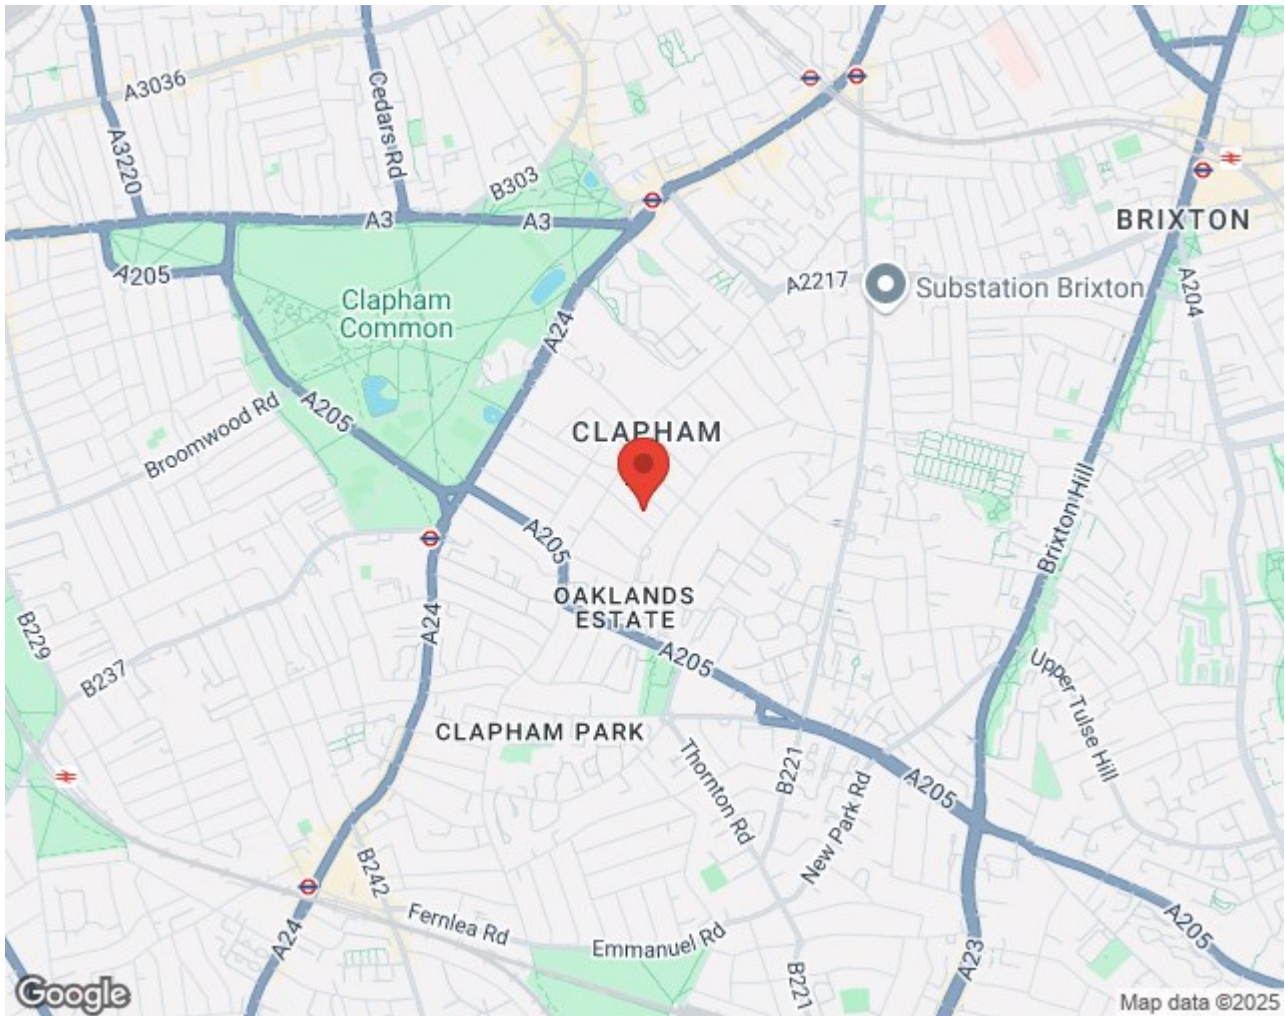 A3036
Cedars Rd
A3220
B303
A3
A3
BRIXTON
A205
A2217
Substation Brixton
A204
Clapham
Common
A24
Broomwood Rd
A205
CLAPHAM
Brixton Hill
A205
OAKLANDS
ESTATE
A24
B229
A205
Upper Tulse Hill
B237
CLAPHAM PARK
Thornton Rd
B221
New Park Rd
A205
B242
Fernlea Rd
Emmanuel Rd
A24
A23
A205
B221
Google
Map data ©2025